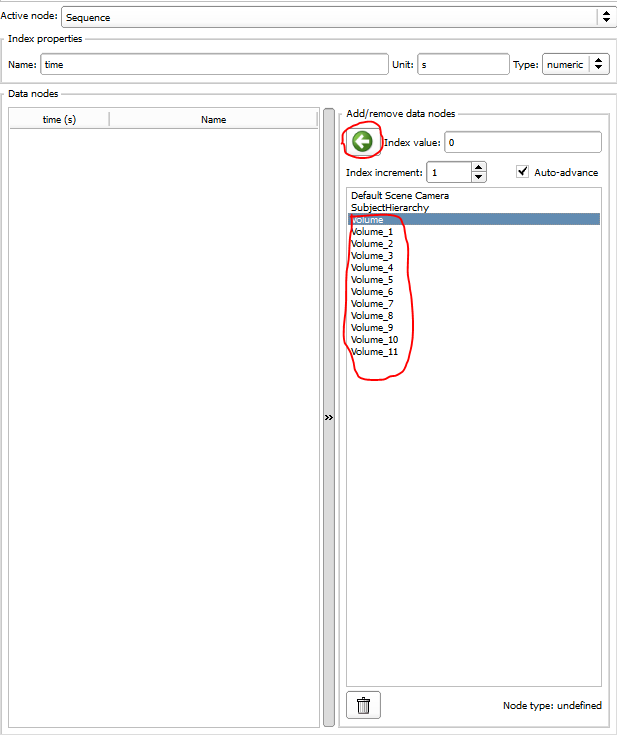 Active node: Sequence
Index properties
Name: time Unit: s Type: numeric
Data nodes
time (s) Name
Add/remove data nodes
Index value: 0
Index increment: 1 Auto-advance
Default Scene Camera
SubjectHierarchy
Volume
Volume_1
Volume_2
Volume_3
Volume_4
Volume_5
Volume_6
Volume_7
Volume_8
Volume_9
Volume_10
Volume_11
»
Node type: undefined